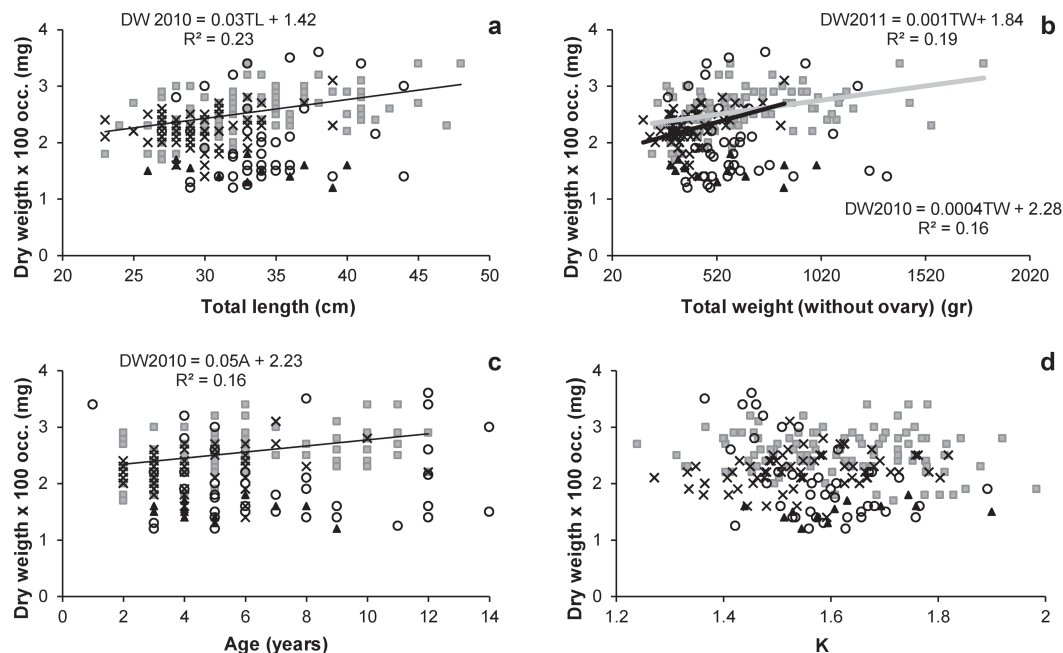 DW 2010 = 0.03TL + 1.42
R² = 0.23
a
Dry weigth x 100 occ. (mg)
4
3
2
1
0
20
25
30
35
40
45
50
Total length (cm)
DW2011 = 0.001TW+ 1.84
R² = 0.19
b
Dry weigth x 100 occ. (mg)
4
3
2
1
0
DW2010 = 0.0004TW + 2.28
R² = 0.16
20
520
1020
1520
2020
Total weight (without ovary) (gr)
DW2010 = 0.05A + 2.23
R² = 0.16
c
Dry weigth x 100 occ. (mg)
4
3
2
1
0
0
2
4
6
8
10
12
14
Age (years)
d
Dry weigth x 100 occ. (mg)
4
3
2
1
0
1.2
1.4
1.6
1.8
2
K